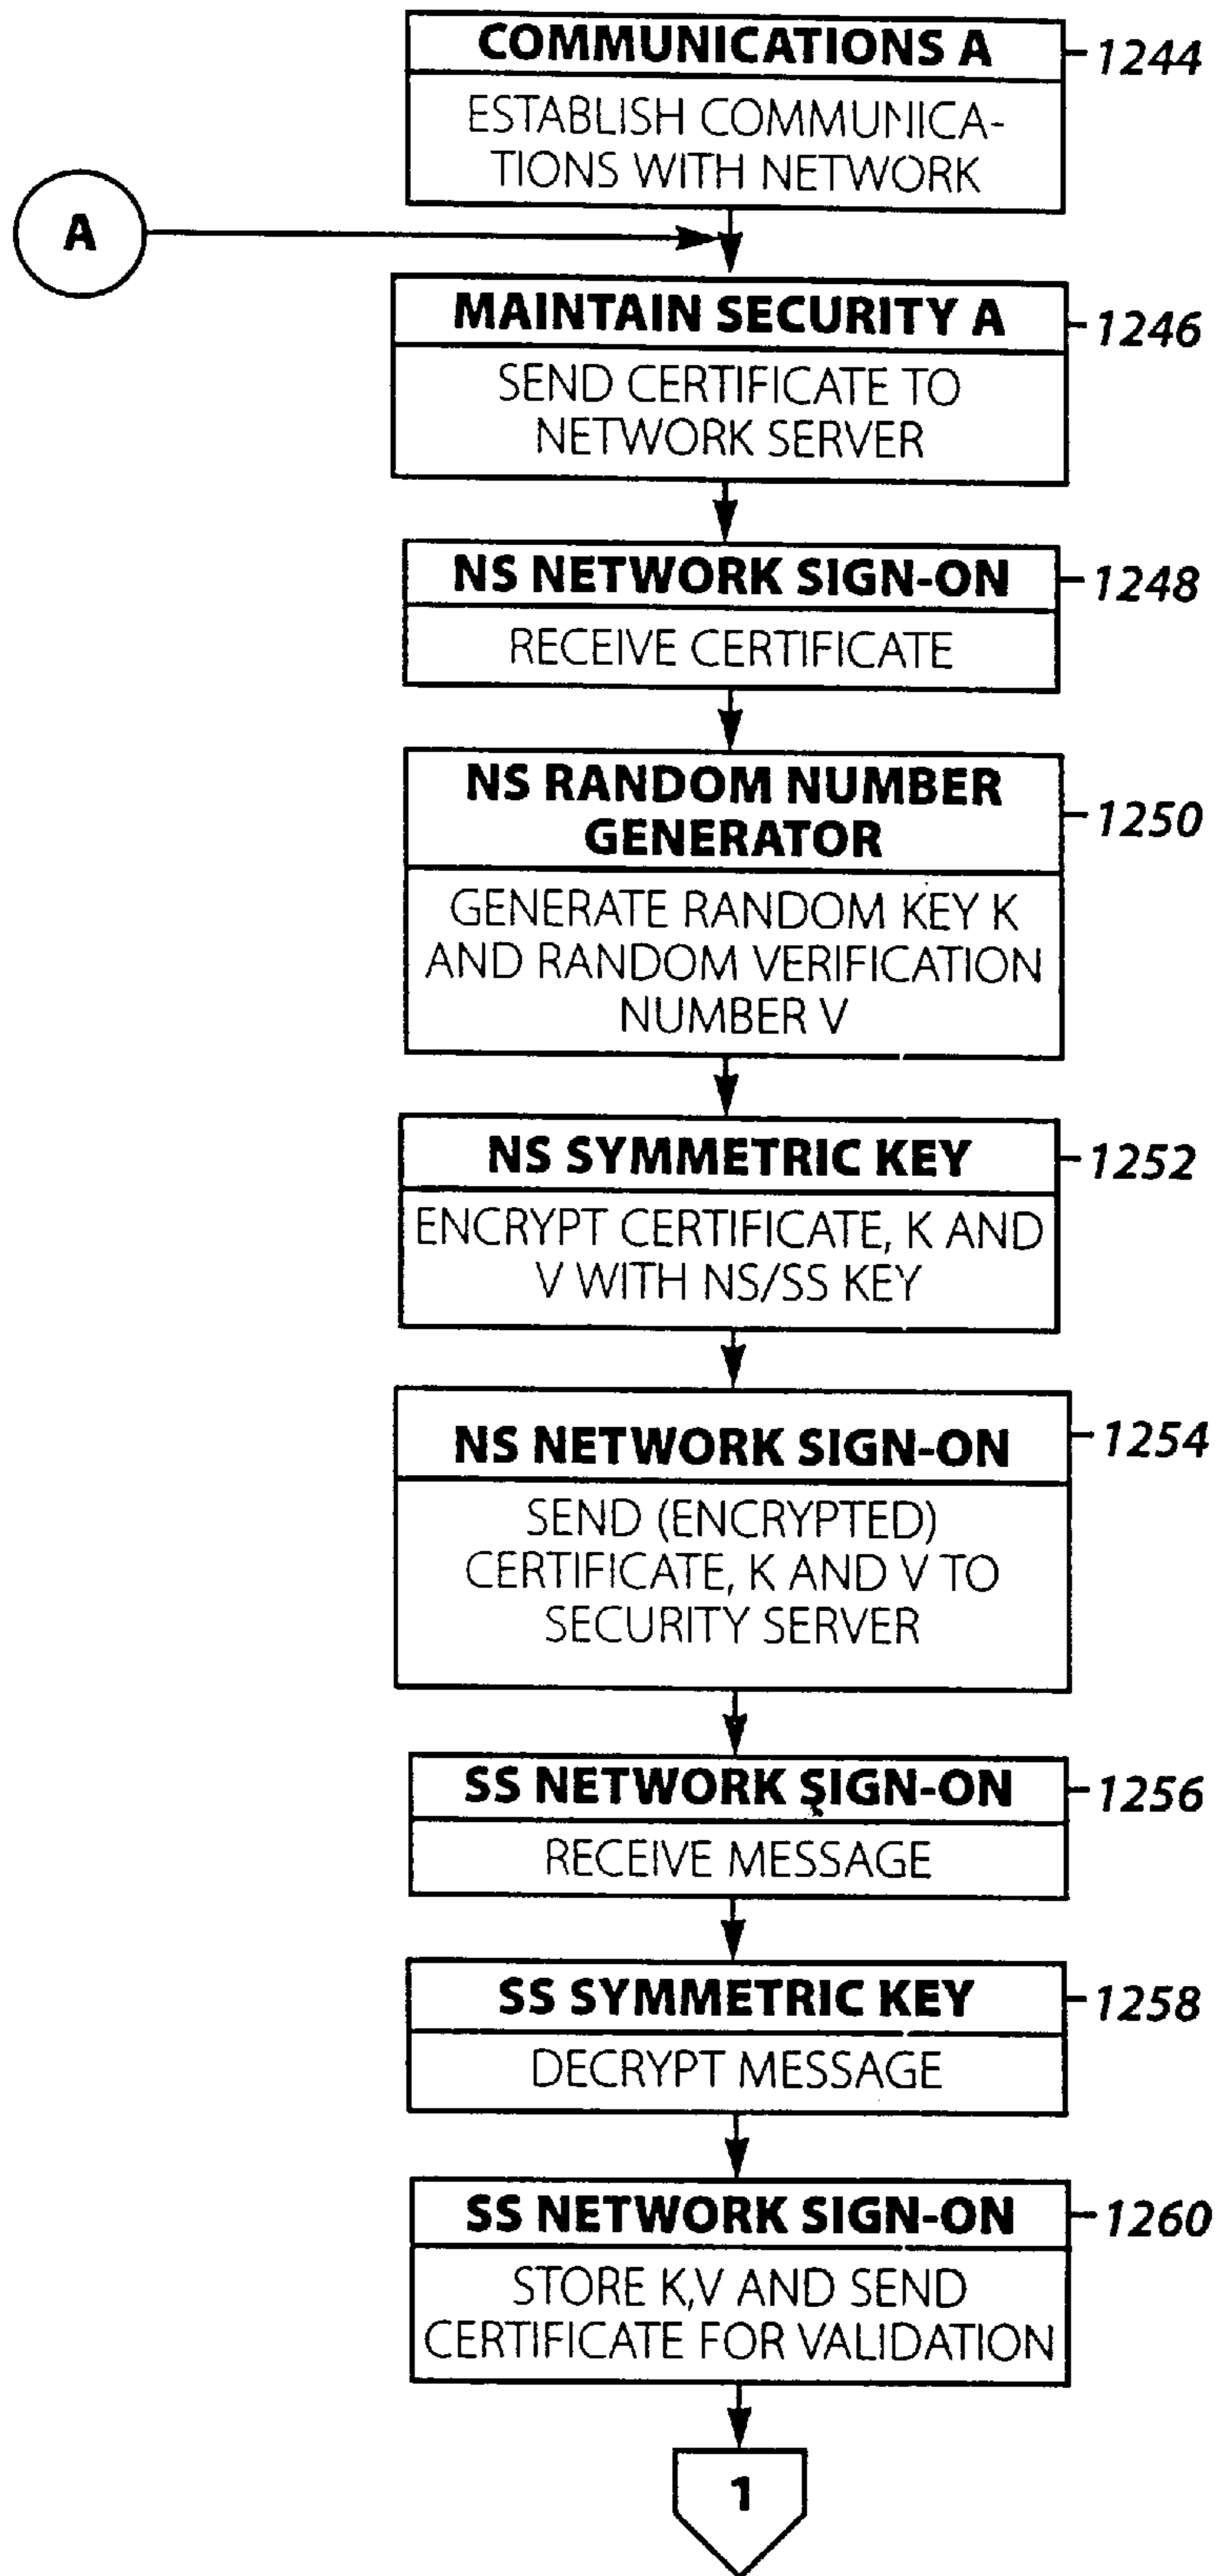 COMMUNICATIONS A
1244
ESTABLISH COMMUNICA-
TIONS WITH NETWORK
A
MAINTAIN SECURITY A
1246
SEND CERTIFICATE TO
NETWORK SERVER
NS NETWORK SIGN-ON
1248
RECEIVE CERTIFICATE
NS RANDOM NUMBER
GENERATOR
1250
GENERATE RANDOM KEY K
AND RANDOM VERIFICATION
NUMBER V
NS SYMMETRIC KEY
1252
ENCRYPT CERTIFICATE, K AND
V WITH NS/SS KEY
NS NETWORK SIGN-ON
1254
SEND (ENCRYPTED)
CERTIFICATE, K AND V TO
SECURITY SERVER
SS NETWORK SIGN-ON
1256
RECEIVE MESSAGE
SS SYMMETRIC KEY
1258
DECRYPT MESSAGE
SS NETWORK SIGN-ON
1260
STORE K,V AND SEND
CERTIFICATE FOR VALIDATION
1